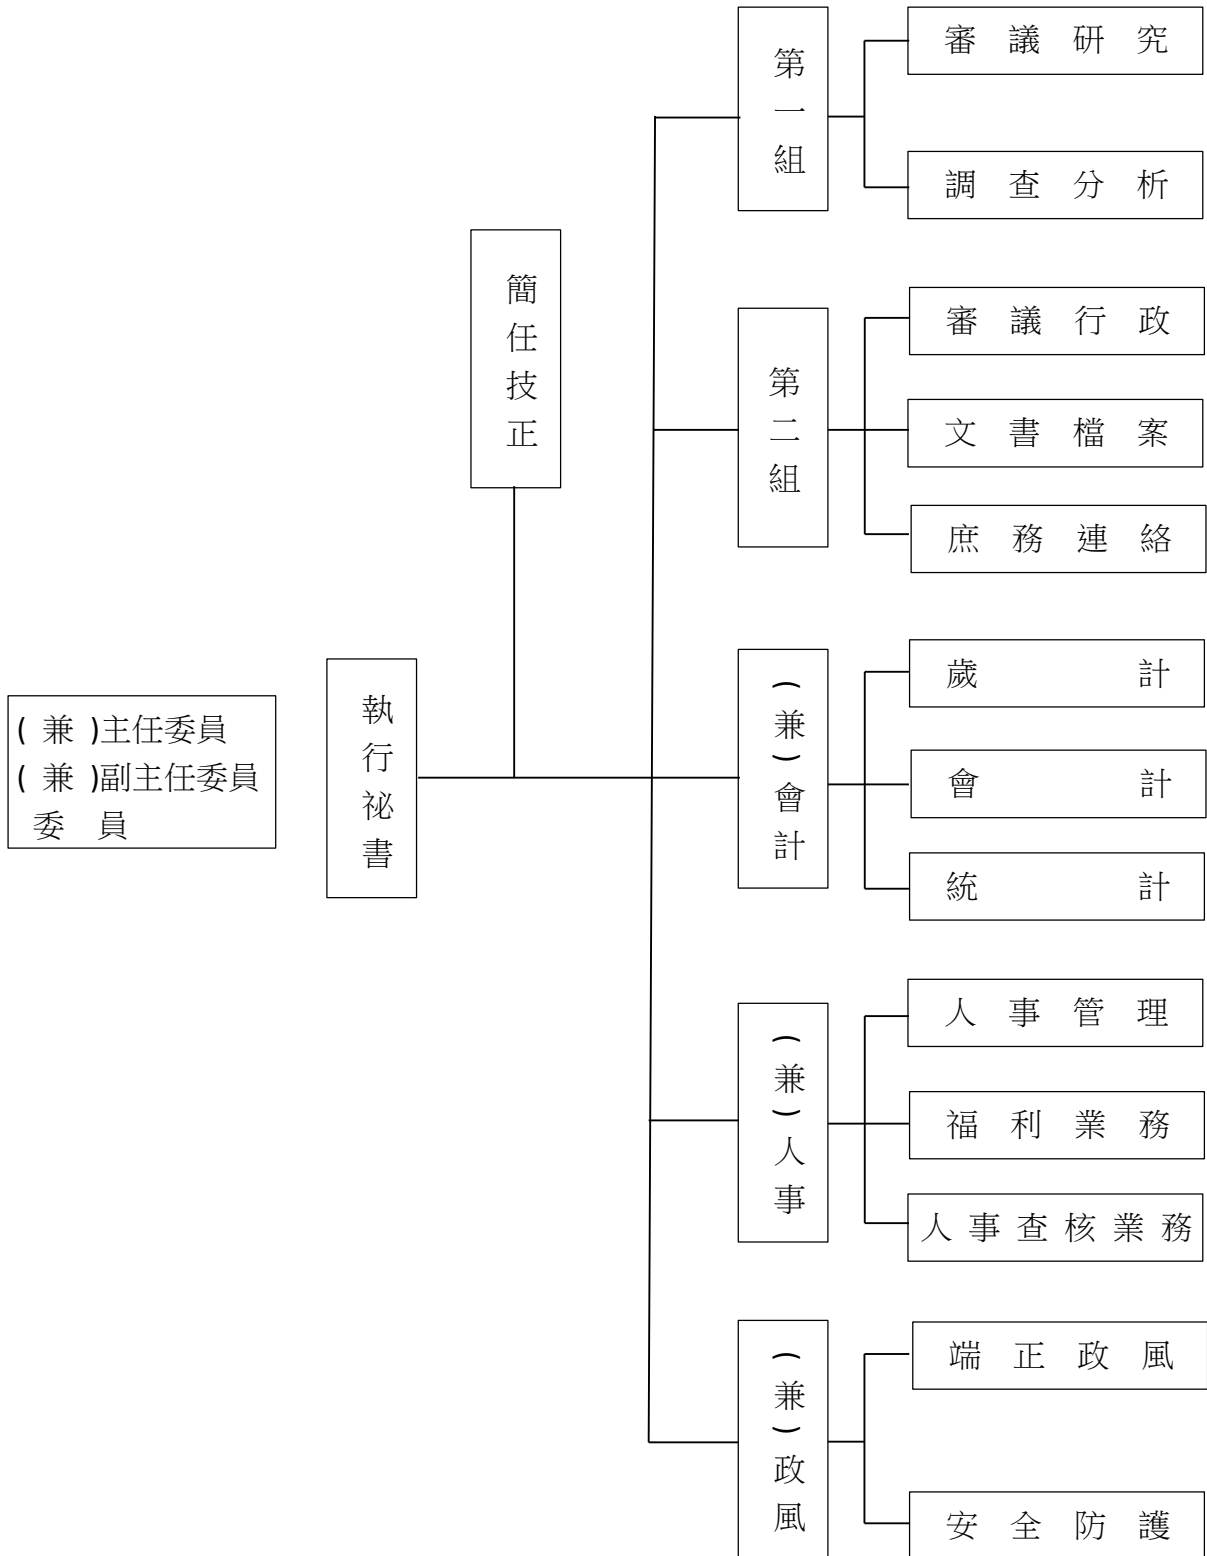 ( 兼 )主任委員
( 兼 )副主任委員
委 員
執行祕書
簡任技正
第一組
審議研究
調查分析
第二組
審議行政
文書檔案
庶務連絡
(兼)會計
歲計
會計
統計
(兼)人事
人事管理
福利業務
人事查核業務
(兼)政風
端正政風
安全防護